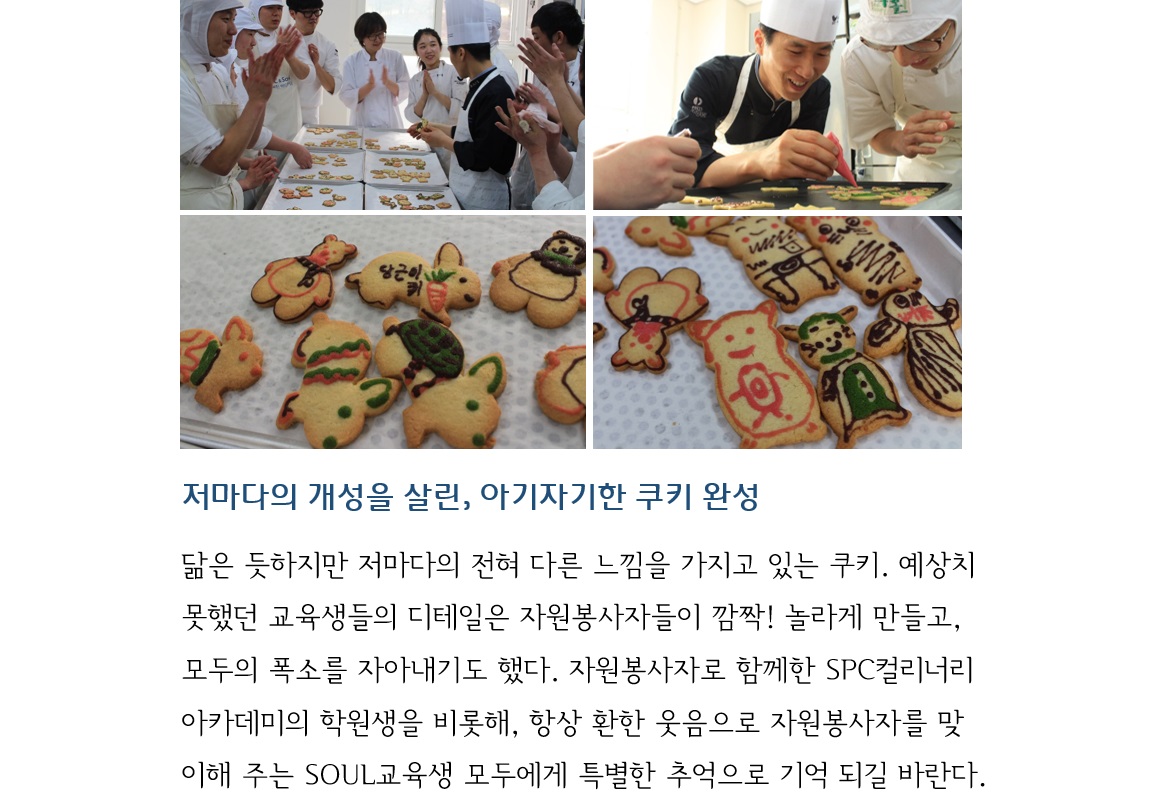 당근이
쿠키
저마다의 개성을 살린, 아기자기한 쿠키 완성
닮은 듯하지만 저마다의 전혀 다른 느낌을 가지고 있는 쿠키. 예상치
못했던 교육생들의 디테일은 자원봉사자들이 깜짝! 놀라게 만들고,
모두의 폭소를 자아내기도 했다. 자원봉사자로 함께한 SPC컬리너리
아카데미의 학원생을 비롯해, 항상 환한 웃음으로 자원봉사자를 맞
이해 주는 SOUL교육생 모두에게 특별한 추억으로 기억 되길 바란다.